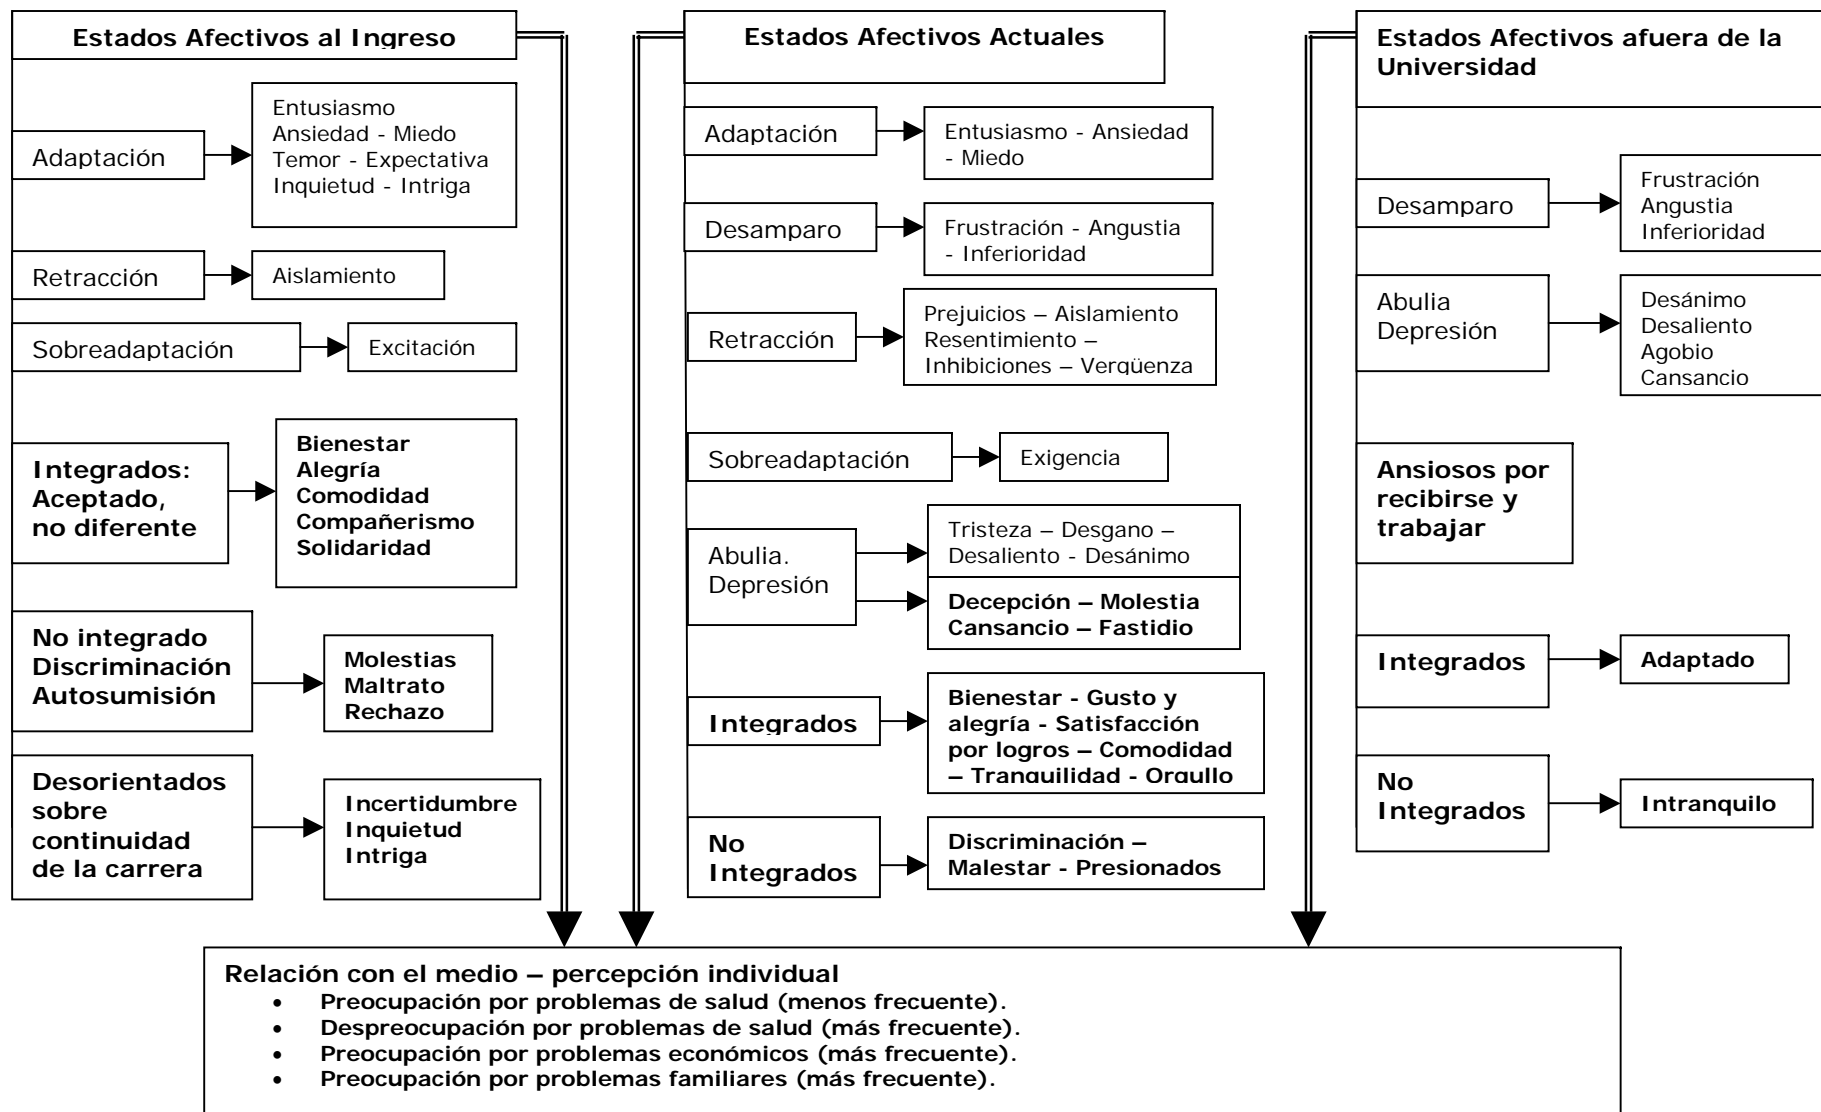 Estados Afectivos al Ingreso
Adaptación
Entusiasmo
Ansiedad - Miedo
Temor - Expectativa
Inquietud - Intriga
Retracción
Aislamiento
Sobreadaptación
Excitación
Integrados:
Aceptado,
no diferente
Bienestar
Alegría
Comodidad
Compañerismo
Solidaridad
No integrado
Discriminación
Autosumisión
Molestias
Maltrato
Rechazo
Desorientados
sobre
continuidad
de la carrera
Incertidumbre
Inquietud
Intriga
Estados Afectivos Actuales
Adaptación
Entusiasmo - Ansiedad
- Miedo
Desamparo
Frustración - Angustia
- Inferioridad
Retracción
Prejuicios – Aislamiento
Resentimiento –
Inhibiciones – Vergüenza
Sobreadaptación
Exigencia
Abulia.
Depresión
Tristeza – Desgano –
Desaliento - Desánimo
Decepción – Molestia
Cansancio – Fastidio
Integrados
Bienestar - Gusto y
alegría - Satisfacción
por logros – Comodidad
– Tranquilidad - Orgullo
No
Integrados
Discriminación –
Malestar - Presionados
Estados Afectivos afuera de la
Universidad
Desamparo
Frustración
Angustia
Inferioridad
Abulia
Depresión
Desánimo
Desaliento
Agobio
Cansancio
Ansiosos por
recibirse y
trabajar
Integrados
Adaptado
No
Integrados
Intranquilo
Relación con el medio – percepción individual
• Preocupación por problemas de salud (menos frecuente).
• Despreocupación por problemas de salud (más frecuente).
• Preocupación por problemas económicos (más frecuente).
• Preocupación por problemas familiares (más frecuente).